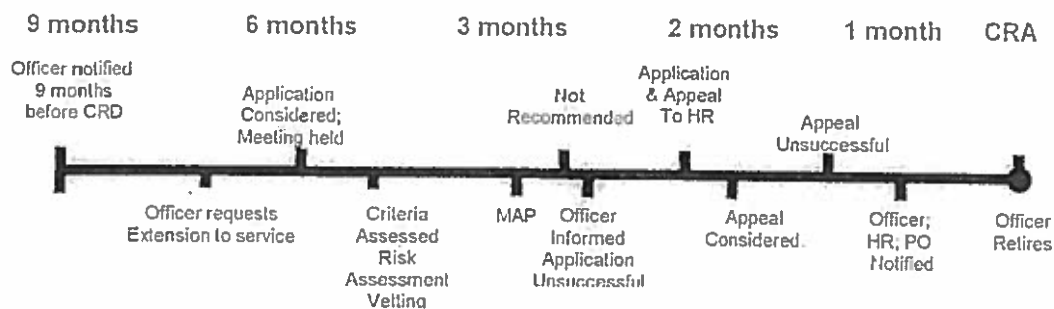 9 months 6 months 3 months 2 months 1 month CRA
Officer notified
9 months
before CRD
Application
Considered;
Meeting held
Not
Recommended
Application
& Appeal
To HR
Appeal
Unsuccessful
Officer requests
Extension to service
Criteria
Assessed
Risk
Assessment
Vetting
MAP
Officer
Informed
Application
Unsuccessful
Appeal
Considered.
Officer;
HR; PO
Notified
Officer
Retires